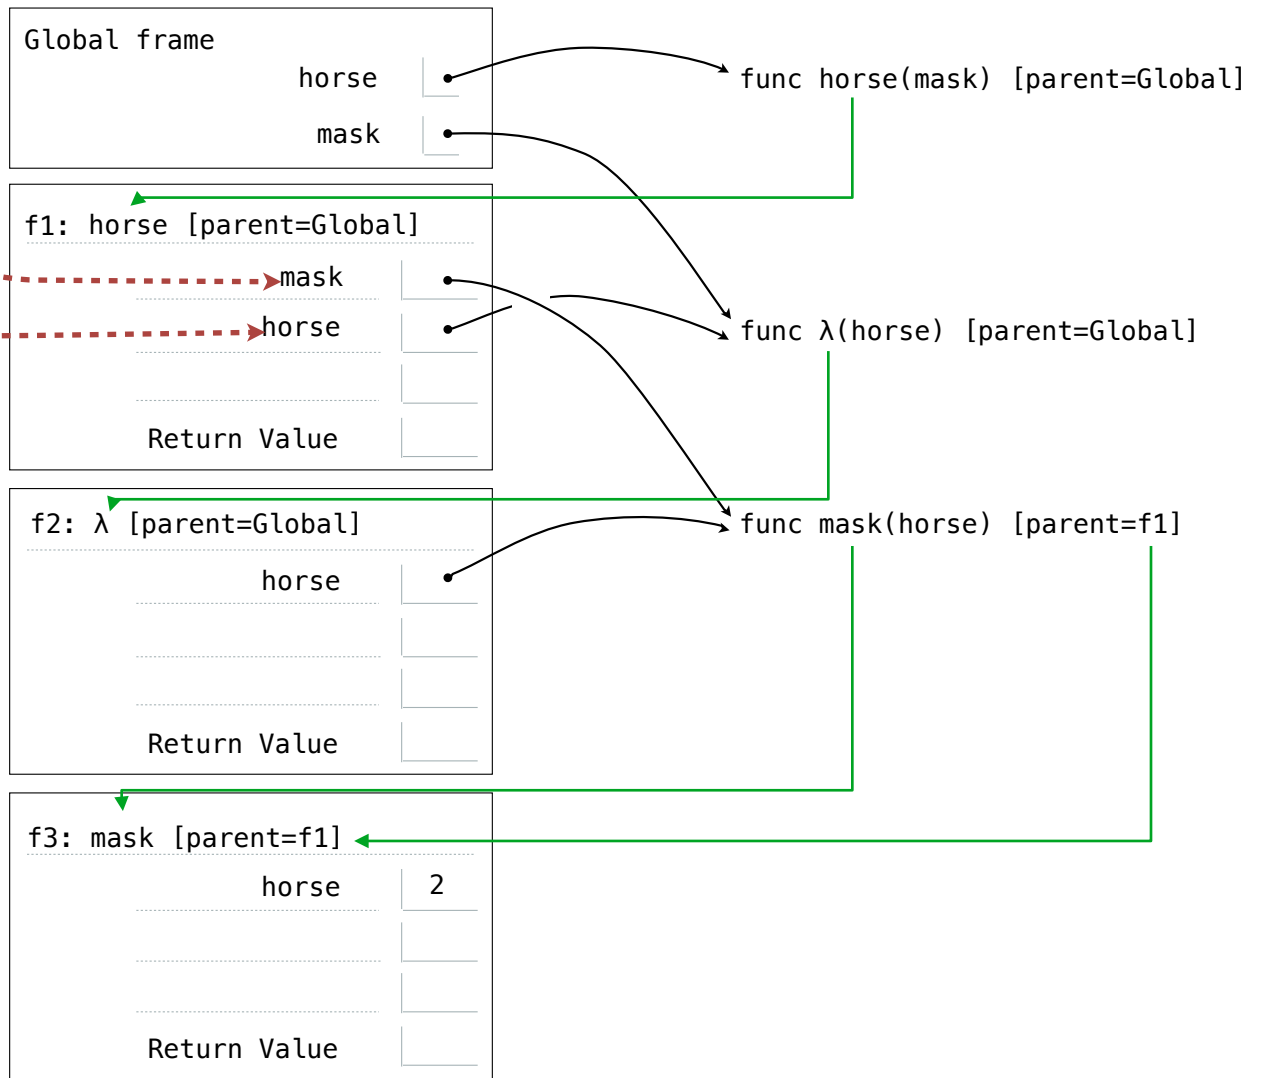 Global frame
horse
func horse(mask) [parent=Global]
mask
f1: horse [parent=Global]
mask
horse
func λ(horse) [parent=Global]
Return Value
f2: λ [parent=Global]
func mask(horse) [parent=f1]
horse
Return Value
f3: mask [parent=f1]
horse 2
Return Value